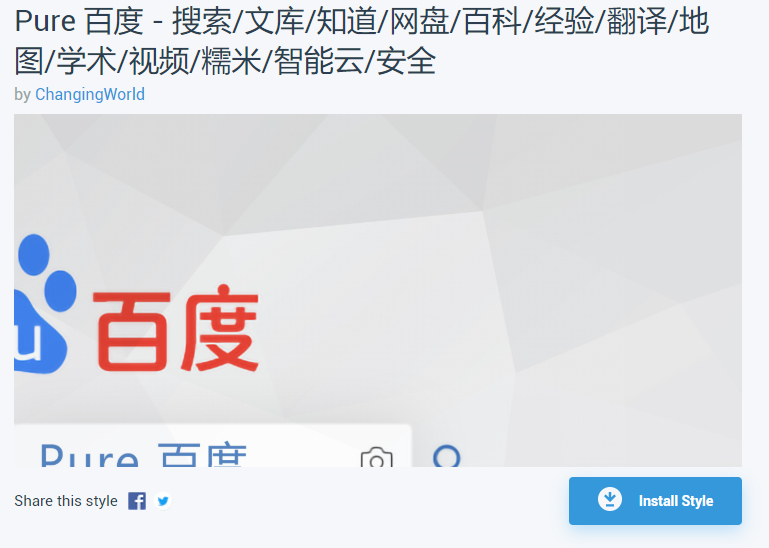 Pure 百度 - 搜索/文库/知道/网盘/百科/经验/翻译/地
图/学术/视频/糯米/智能云/安全
by ChangingWorld
u 百度
Pure 百度
Share this style
Install Style